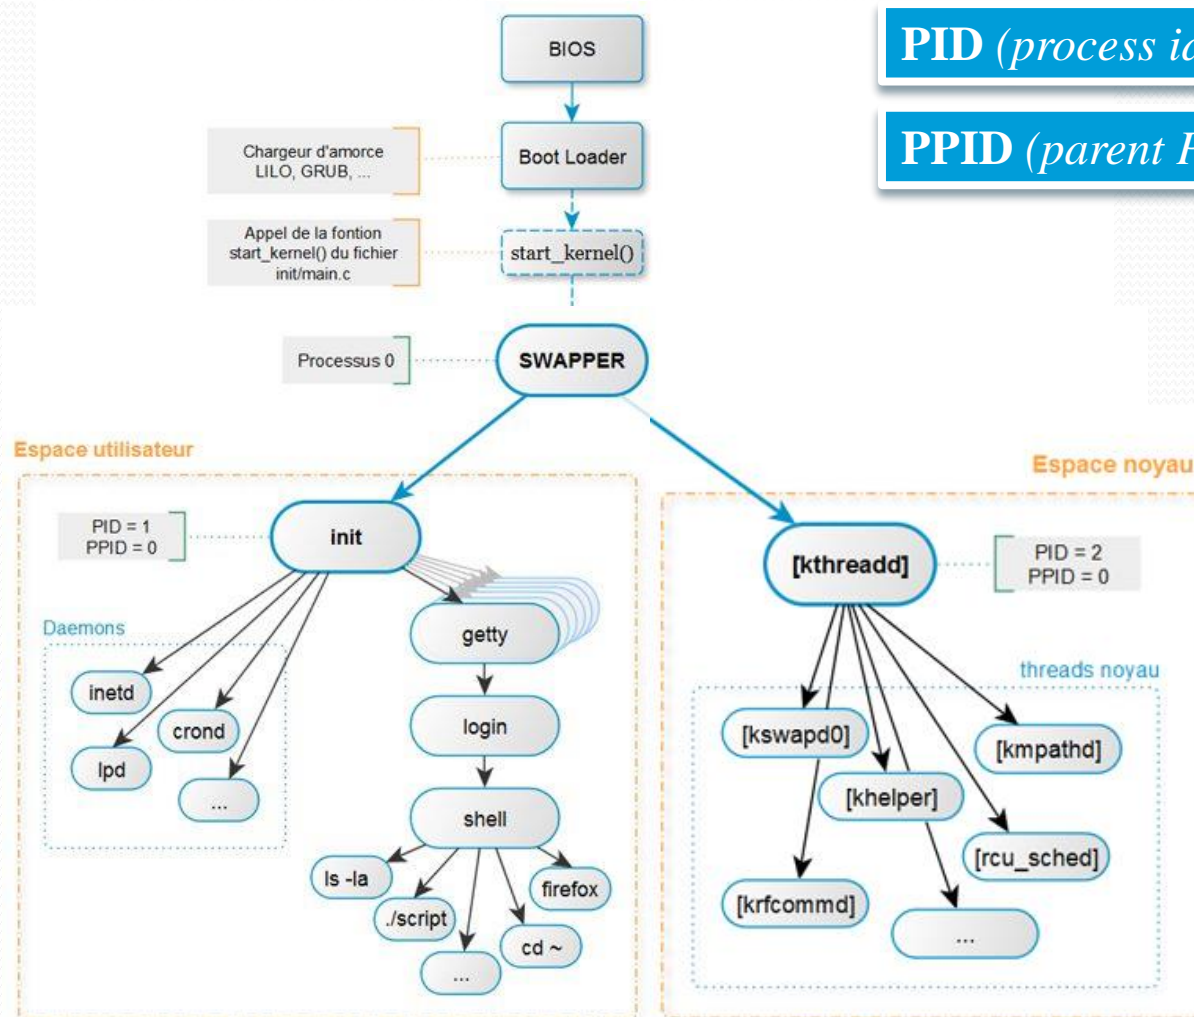 BIOS
PID (process
PPID (parent
Chargeur d'amorce
LILO, GRUB, ...
Boot Loader
Appel de la fontion
start_kernel() du fichier
init/main.c
start_kernel()
Processus 0
SWAPPER
Espace utilisateur
Espace noyau
PID = 1
PPID = 0
init
[kthreadd]
PID = 2
PPID = 0
Daemons
getty
threads noyau
inetd
crond
lpd
...
login
[kswapd0]
[kmpathd]
[khelper]
shell
[rcu_sched]
ls -la
./script
...
cd ~
firefox
[krfcommd]
...